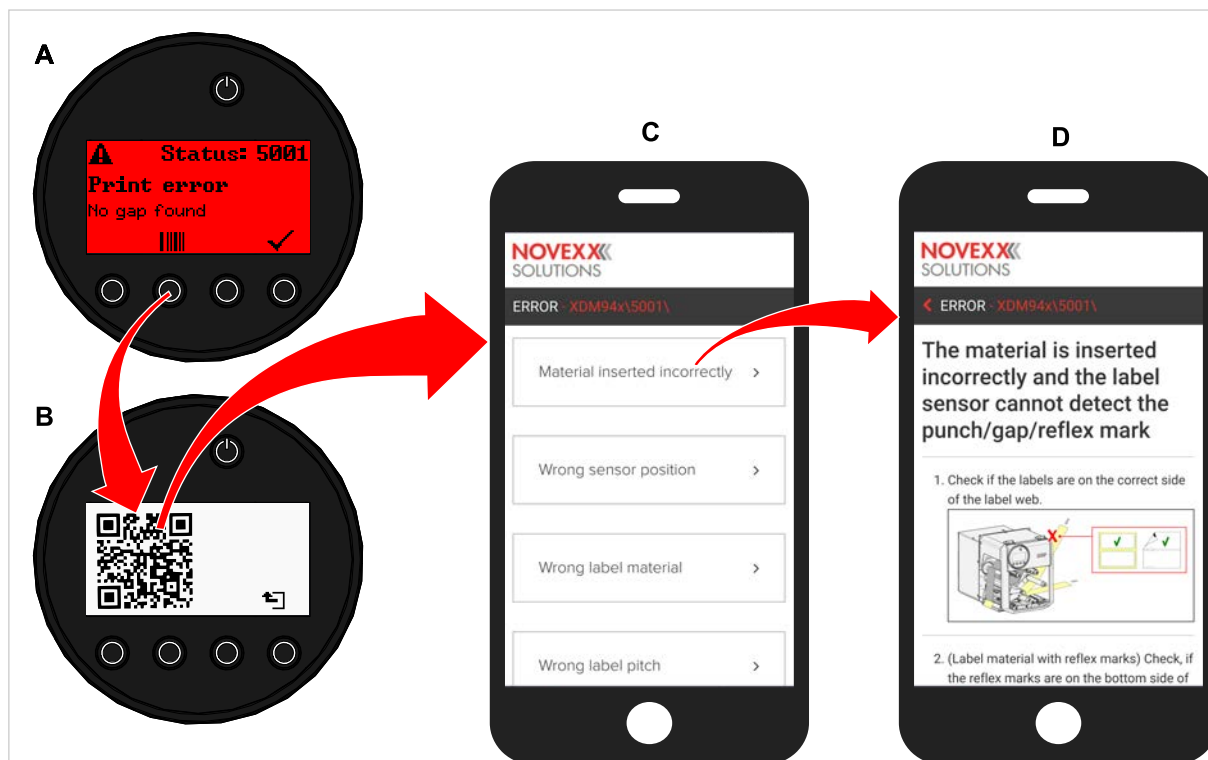 A
Status: 5001
Print error
No gap found
B
C
NOVEXX
SOLUTIONS
ERROR - XDM94x\5001\
Material inserted incorrectly
Wrong sensor position
Wrong label material
Wrong label pitch
D
NOVEXX
SOLUTIONS
ERROR - XDM94x\5001\
The material is inserted
incorrectly and the label
sensor cannot detect the
punch/gap/reflex mark
1. Check if the labels are on the correct side
of the label web.
2. (Label material with reflex marks) Check, if
the reflex marks are on the bottom side of